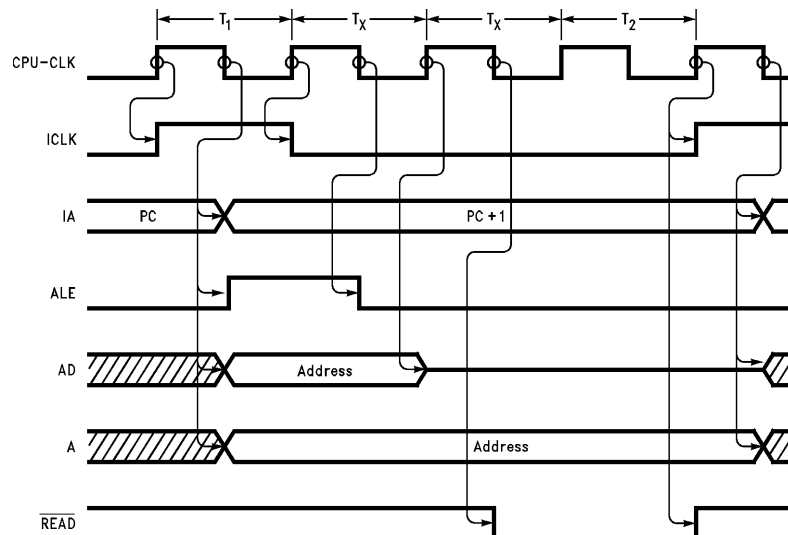 T1 TX TX T2
CPU-CLK
ICLK
IA PC PC + 1
ALE
AD Address
A Address
READ